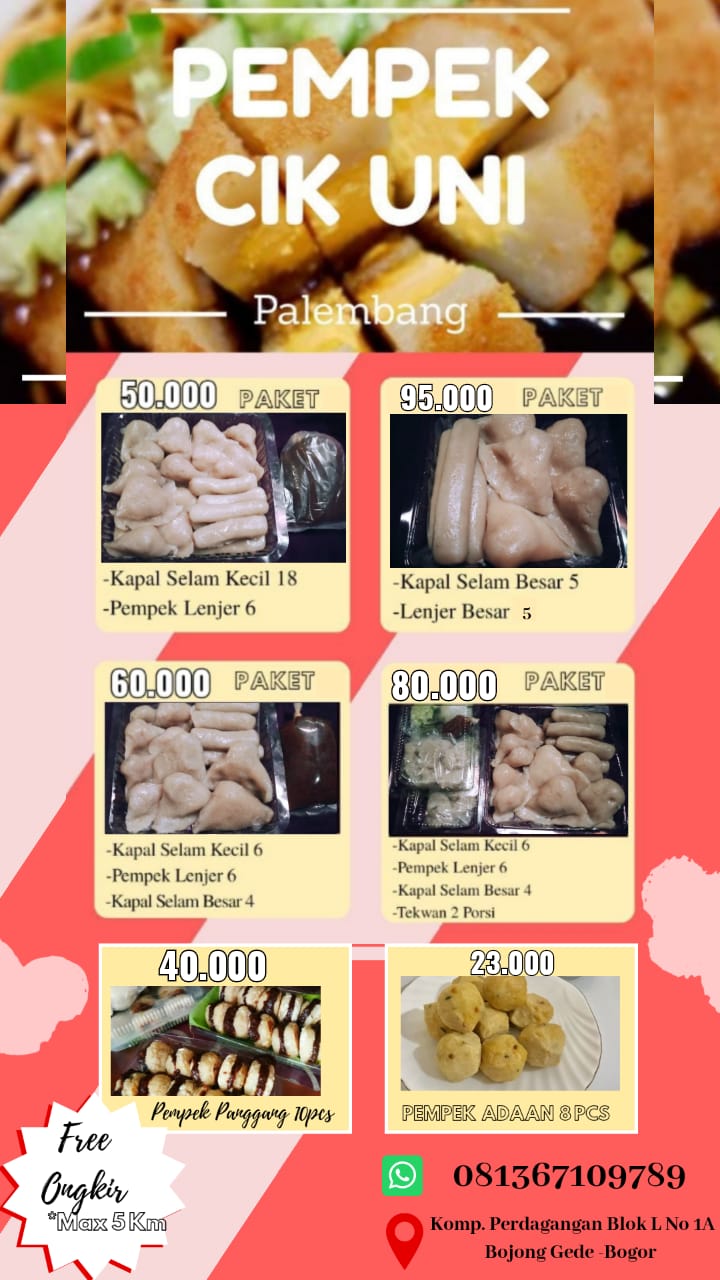 PEMPEK
CIK UNI
Palembang
50.000 PAKET
-Kapal Selam Kecil 18
-Pempek Lenjer 6
95.000 PAKET
-Kapal Selam Besar 5
-Lenjer Besar 5
60.000 PAKET
-Kapal Selam Kecil 6
-Pempek Lenjer 6
-Kapal Selam Besar 4
80.000 PAKET
-Kapal Selam Kecil 6
-Pempek Lenjer 6
-Kapal Selam Besar 4
-Tekwan 2 Porsi
40.000
Pempek Panggang 10pcs
23.000
PEMPEK ADAAN 8 PCS
Free
Ongkir
*Max 5 Km
081367109789
Komp. Perdagangan Blok L No 1A
Bojong Gede -Bogor